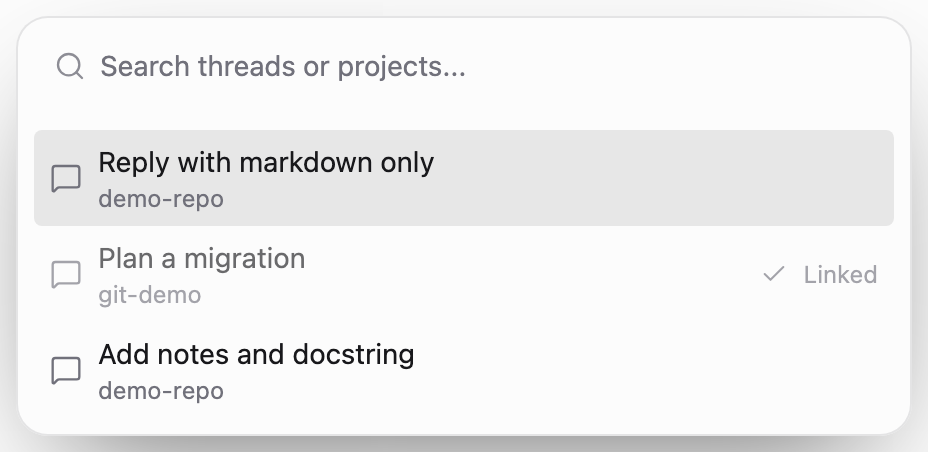 Search threads or projects...
Reply with markdown only
demo-repo
Plan a migration
git-demo
Linked
Add notes and docstring
demo-repo